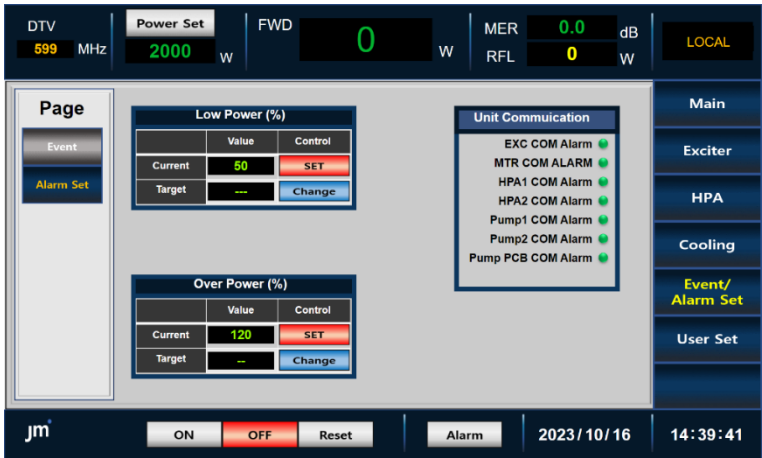 DTV
599 MHz
Power Set
2000 W
FWD
0 W
MER 0.0 dB
RFL 0 W
LOCAL
Page
Event
Alarm Set
Low Power (%)
Value Control
Current 50 SET
Target --- Change
Over Power (%)
Value Control
Current 120 SET
Target -- Change
Unit Commuication
EXC COM Alarm
MTR COM ALARM
HPA1 COM Alarm
HPA2 COM Alarm
Pump1 COM Alarm
Pump2 COM Alarm
Pump PCB COM Alarm
Main
Exciter
HPA
Cooling
Event/
Alarm Set
User Set
JM
ON OFF Reset
Alarm
2023/10/16
14:39:41